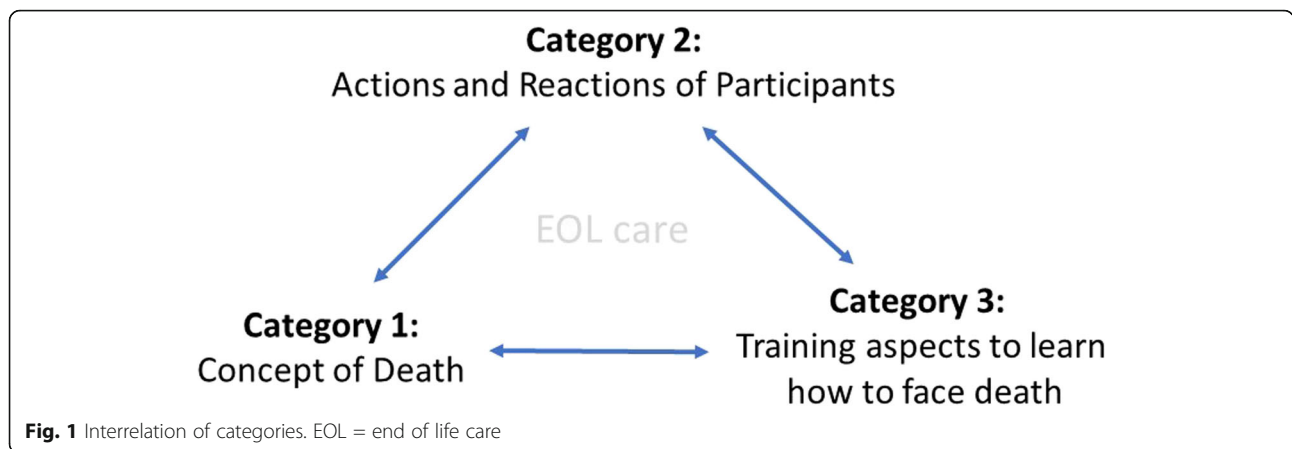 Category 2:
Actions and Reactions of Participants
EOL care
Category 1:
Concept of Death
Category 3:
Training aspects to learn
how to face death
Fig. 1 Interrelation of categories. EOL = end of life care